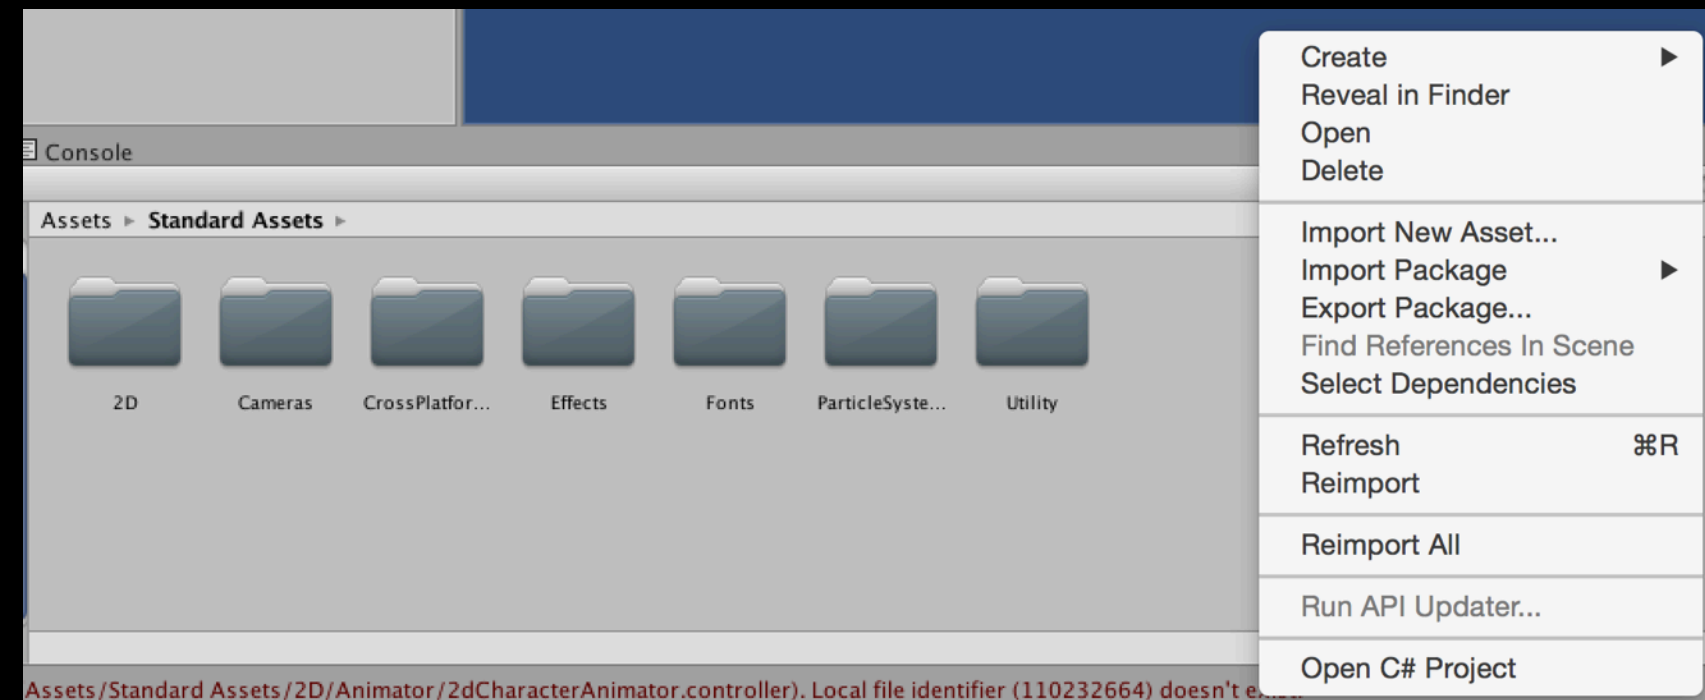 Console
Assets ▸ Standard Assets ▸
2D
Cameras
CrossPlatfor...
Effects
Fonts
ParticleSyste...
Utility
Assets/Standard Assets/2D/Animator/2dCharacterAnimator.controller). Local file identifier (110232664) doesn't
Create
Reveal in Finder
Open
Delete
Import New Asset...
Import Package
Export Package...
Find References In Scene
Select Dependencies
Refresh ⌘R
Reimport
Reimport All
Run API Updater...
Open C# Project